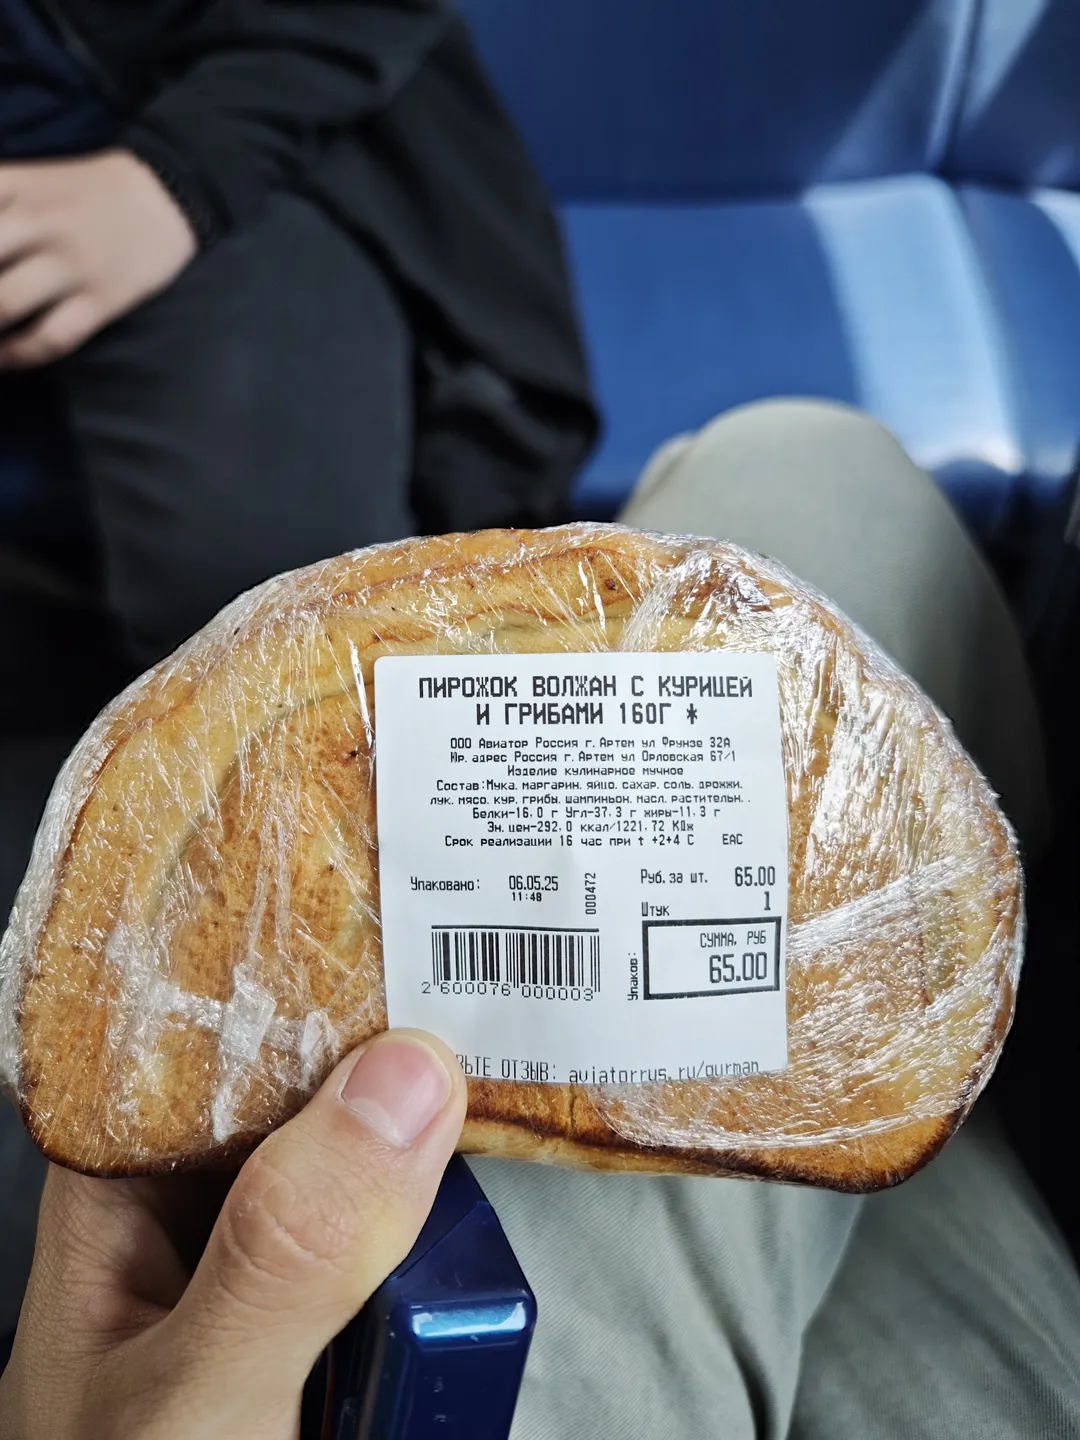 ПИРОЖОК ВОЛЖАН С КУРИЦЕЙ
И ГРИБАМИ 160Г *
ООО Авиатор Россия г. Артем ул Фрунзе 32А
Юр. адрес Россия г. Артем ул Орловская 67/1
Изделие кулинарное мучное
Состав:Мука. маргарин. яйцо. сахар. соль. дрожжи.
лук. мясо. кур. грибы. шампиньон. масл. растительн. .
Белки-16.0 г Угл-37.3 г жиры-11.3 г
Эн. цен-292.0 ккал/1221.72 КДж
Срок реализации 16 час при t +2+4 С ЕАС
Упаковано: 06.05.25
11:48
000472
Руб. за шт. 65.00
Штук 1
Упаков:
СУММА, РУБ
65.00
2 600076 000003
ВЬТЕ ОТЗЫВ: aviatorrus.ru/gurman